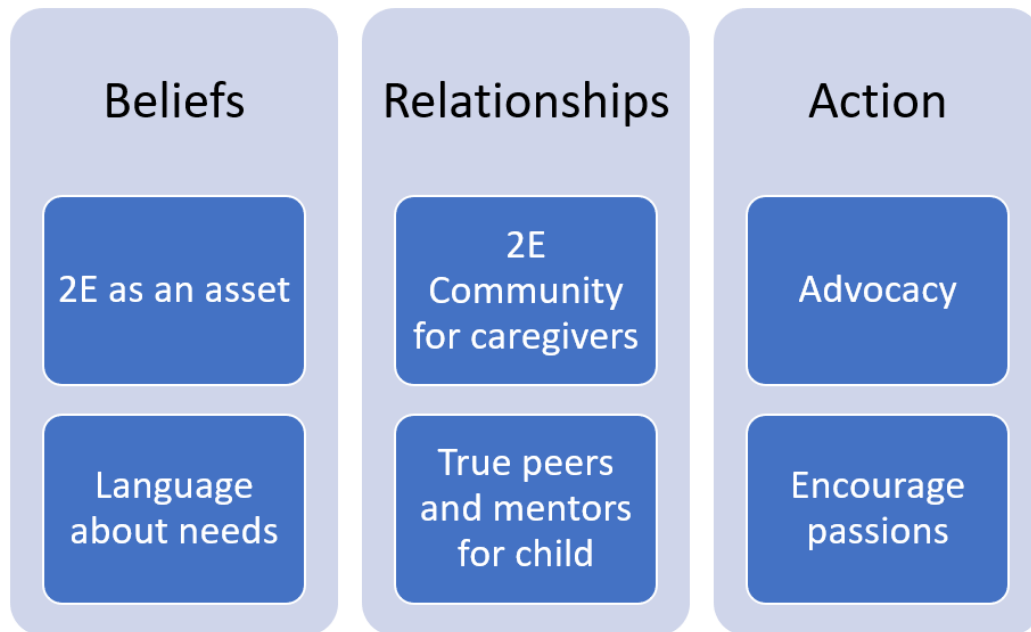 Beliefs
2E as an asset
Language
about needs
Relationships
2E
Community
for caregivers
True peers
and mentors
for child
Action
Advocacy
Encourage
passions